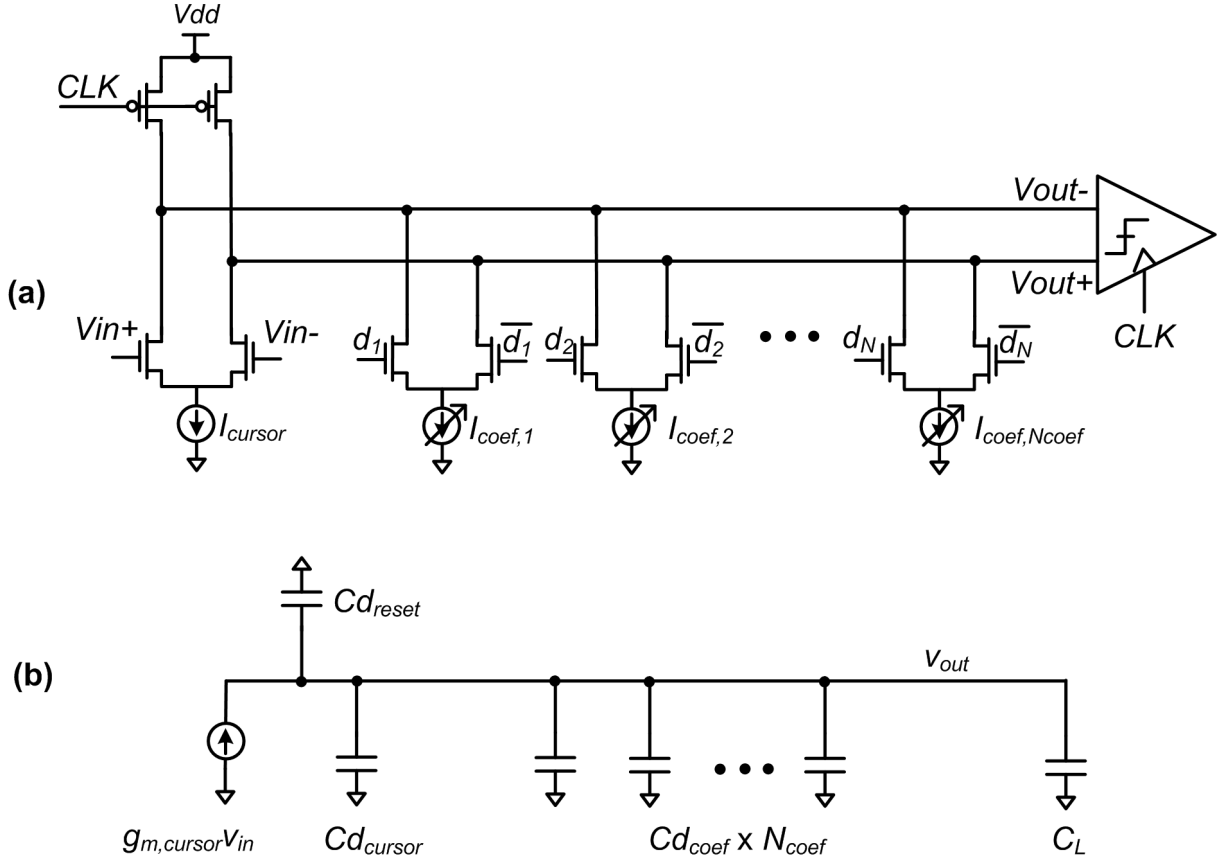 Vdd
CLK
Vout-
(a)
Vout+
Vin+
Vin-
d1
d1
d2
d2
dN
dN
CLK
Icursor
Icoef,1
Icoef,2
Icoef,Ncoef
Cdreset
(b)
vout
gm,cursorvin
Cdcursor
Cdcoef x Ncoef
CL